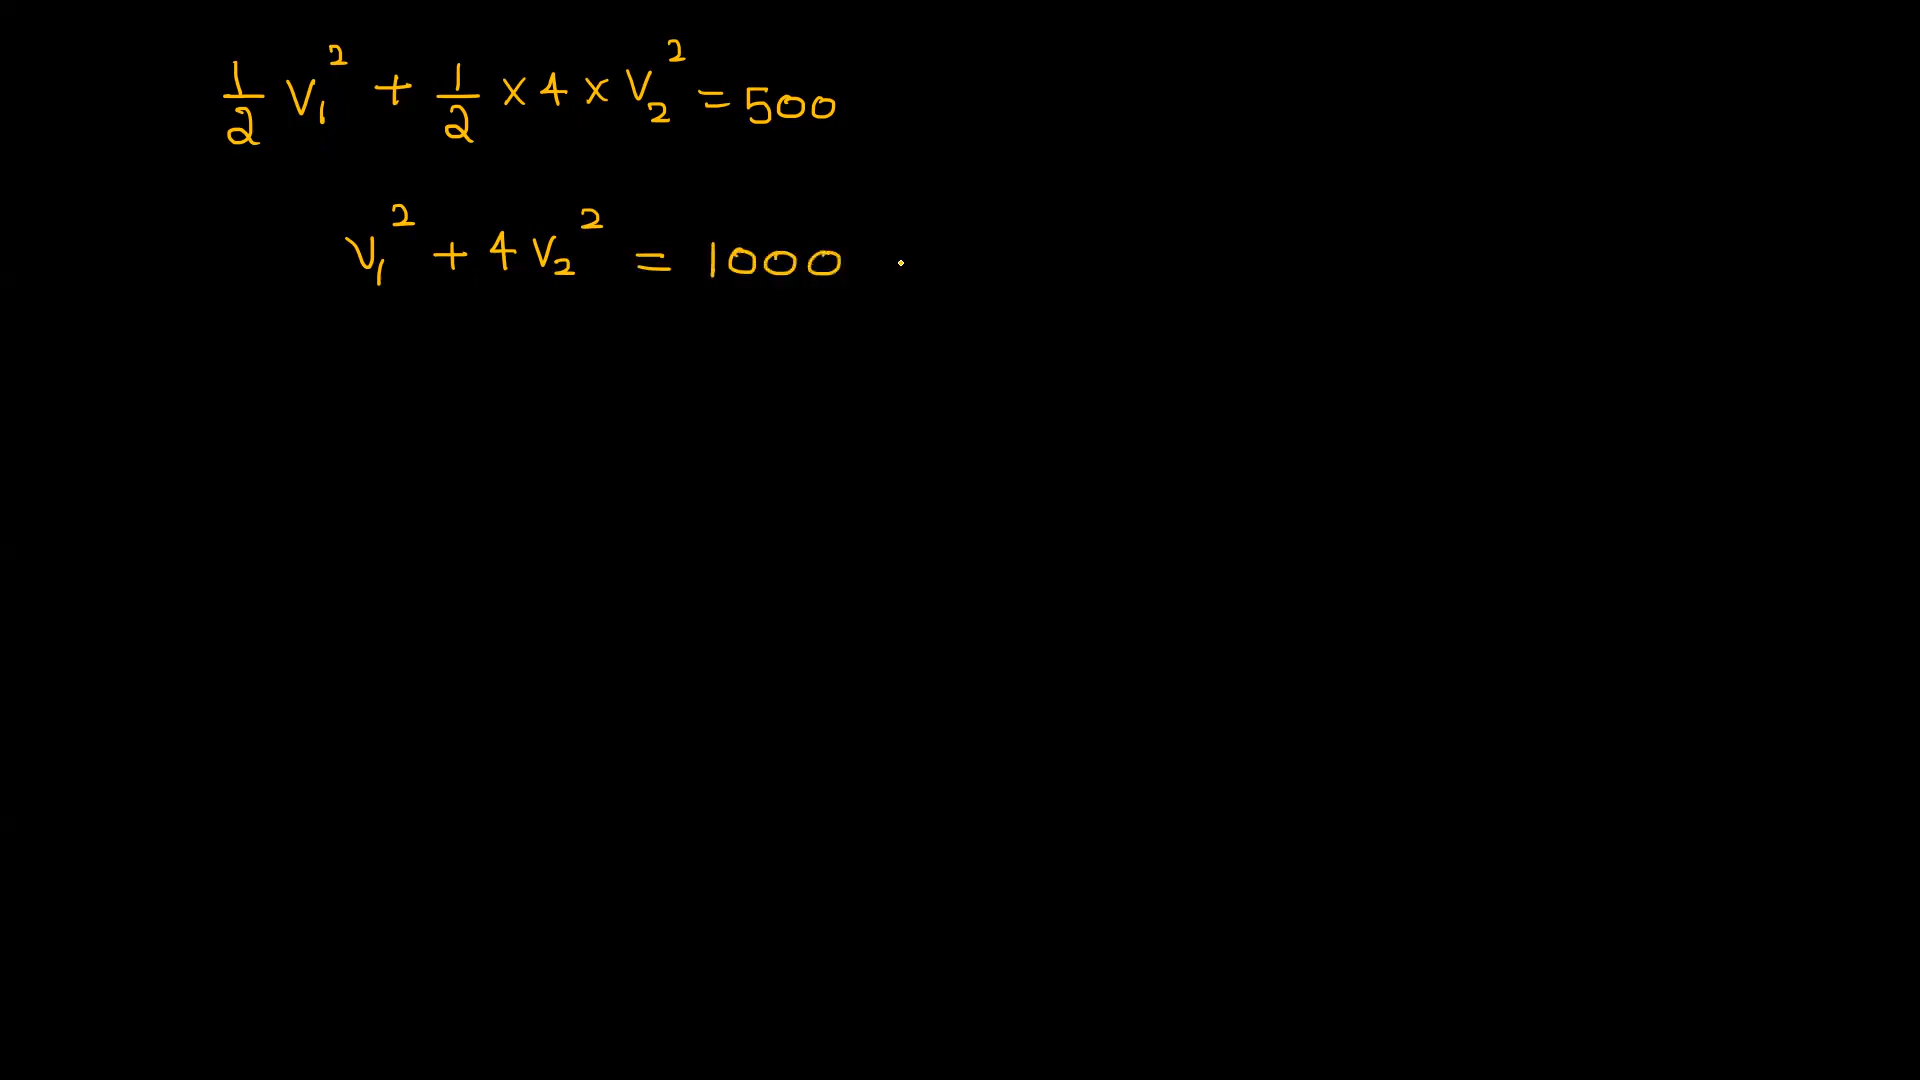 1/2 V₁² + 1/2 × 4 × V₂² = 500
V₁² + 4 V₂² = 1000